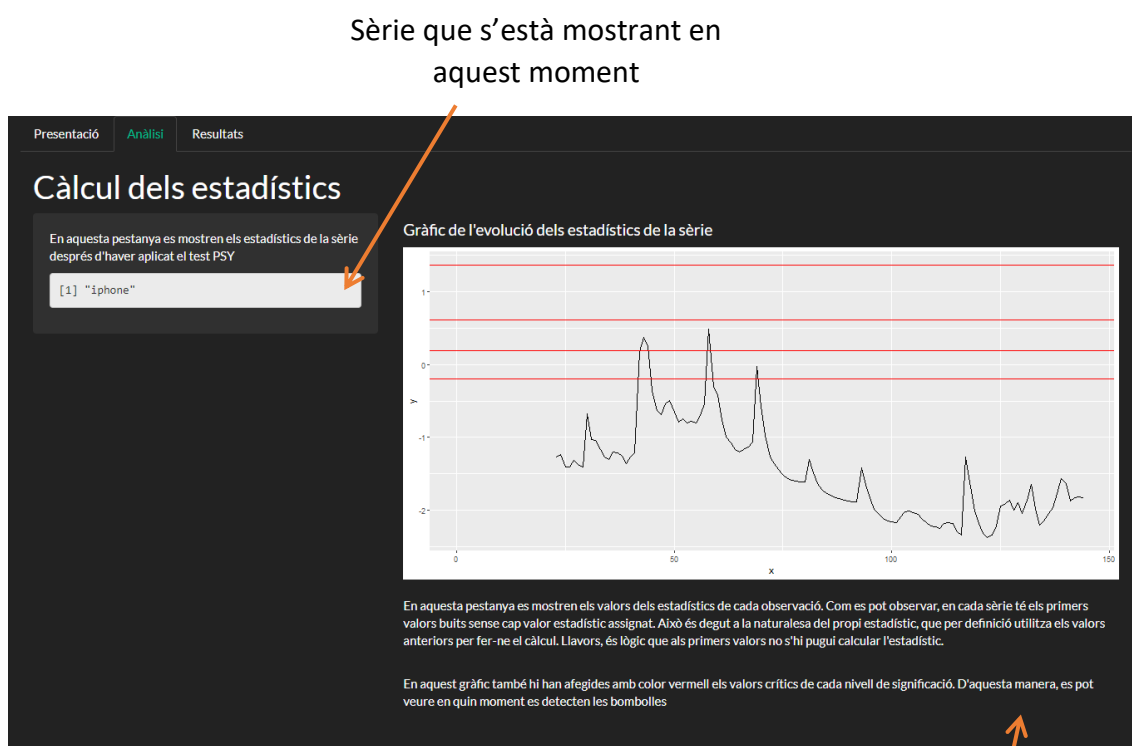 Sèrie que s’està mostrant en
aquest moment
Presentació Anàlisi Resultats
Càlcul dels estadístics
En aquesta pestanya es mostren els estadístics de la sèrie
després d'haver aplicat el test PSY
[1] "iphone"
Gràfic de l'evolució dels estadístics de la sèrie
1
0
-1
-2
y
0 50 100 150
x
En aquesta pestanya es mostren els valors dels estadístics de cada observació. Com es pot observar, en cada sèrie té els primers
valors buits sense cap valor estadístic assignat. Això és degut a la naturalesa del propi estadístic, que per definició utilitza els valors
anteriors per fer-ne el càlcul. Llavors, és lògic que als primers valors no s'hi pugui calcular l'estadístic.
En aquest gràfic també hi han afegides amb color vermell els valors crítics de cada nivell de significació. D'aquesta manera, es pot
veure en quin moment es detecten les bombolles